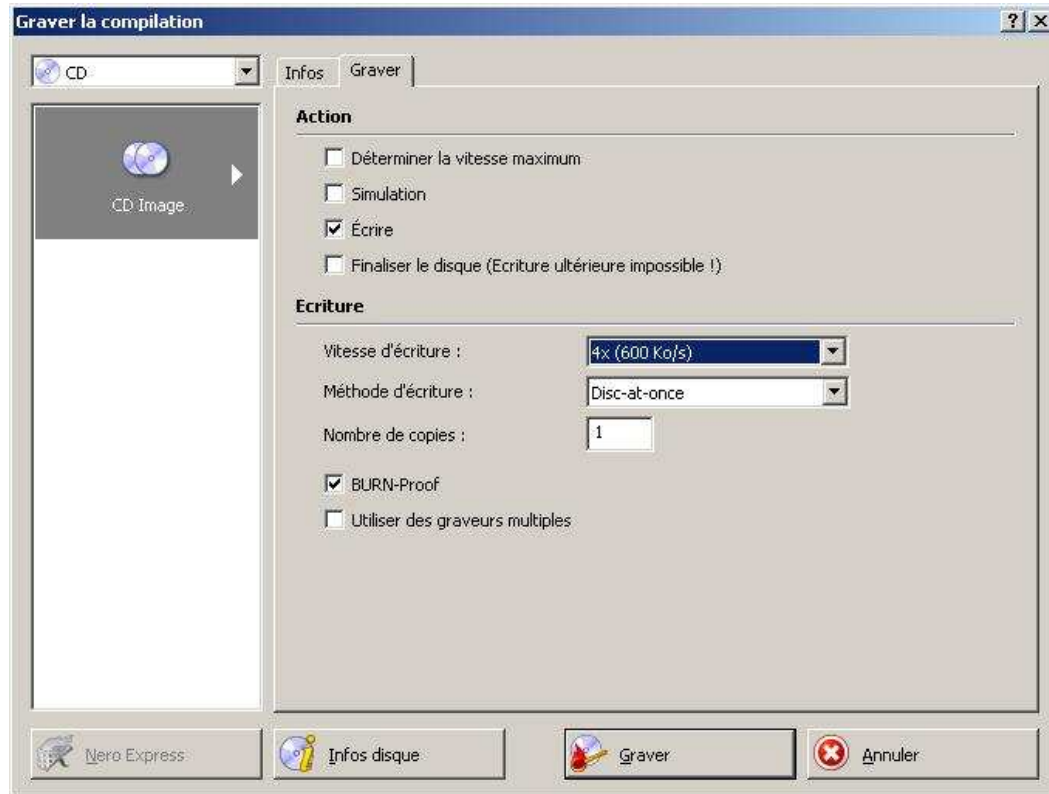 Graver la compilation
CD
Infos
Graver
CD Image
Action
Déterminer la vitesse maximum
Simulation
Écrire
Finaliser le disque (Ecriture ultérieure impossible !)
Ecriture
Vitesse d'écriture :
4x (600 Ko/s)
Méthode d'écriture :
Disc-at-once
Nombre de copies :
1
BURN-Proof
Utiliser des graveurs multiples
Nero Express
Infos disque
Graver
Annuler